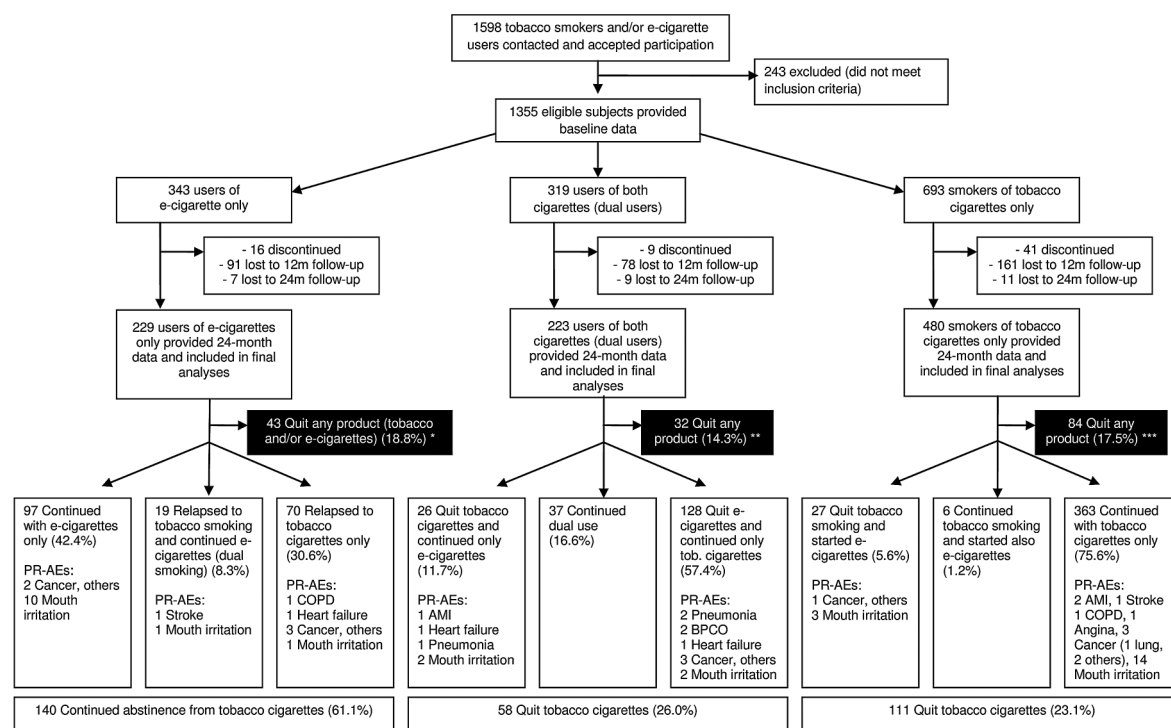 1598 tobacco smokers and/or e-cigarette
users contacted and accepted participation
243 excluded (did not meet
inclusion criteria)
1355 eligible subjects provided
baseline data
343 users of
e-cigarette only
319 users of both
cigarettes (dual users)
693 smokers of tobacco
cigarettes only
- 16 discontinued
- 91 lost to 12m follow-up
- 7 lost to 24m follow-up
- 9 discontinued
- 78 lost to 12m follow-up
- 9 lost to 24m follow-up
- 41 discontinued
- 161 lost to 12m follow-up
- 11 lost to 24m follow-up
229 users of e-cigarettes
only provided 24-month
data and included in final
analyses
223 users of both
cigarettes (dual users)
provided 24-month data
and included in final
analyses
480 smokers of tobacco
cigarettes only provided
24-month data and
included in final analyses
43 Quit any product (tobacco
and/or e-cigarettes) (18.8%) *
32 Quit any
product (14.3%) **
84 Quit any
product (17.5%) ***
97 Continued
with e-cigarettes
only (42.4%)
PR-AEs:
2 Cancer, others
10 Mouth
irritation
19 Relapsed to
tobacco smoking
and continued e-
cigarettes (dual
smoking) (8.3%)
PR-AEs:
1 Stroke
1 Mouth irritation
70 Relapsed to
tobacco
cigarettes only
(30.6%)
PR-AEs:
1 COPD
1 Heart failure
3 Cancer, others
1 Mouth irritation
26 Quit tobacco
cigarettes and
continued only
e-cigarettes
(11.7%)
PR-AEs:
1 AMI
1 Heart failure
1 Pneumonia
2 Mouth irritation
37 Continued
dual use
(16.6%)
128 Quit e-
cigarettes and
continued only
tob. cigarettes
(57.4%)
PR-AEs:
2 Pneumonia
2 BPCO
1 Heart failure
3 Cancer, others
2 Mouth irritation
27 Quit tobacco
smoking and
started e-
cigarettes (5.6%)
PR-AEs:
1 Cancer, others
3 Mouth irritation
6 Continued
tobacco smoking
and started also
e-cigarettes
(1.2%)
363 Continued
with tobacco
cigarettes only
(75.6%)
PR-AEs:
2 AMI, 1 Stroke
1 COPD, 1
Angina, 3
Cancer (1 lung,
2 others), 14
Mouth irritation
140 Continued abstinence from tobacco cigarettes (61.1%)
58 Quit tobacco cigarettes (26.0%)
111 Quit tobacco cigarettes (23.1%)